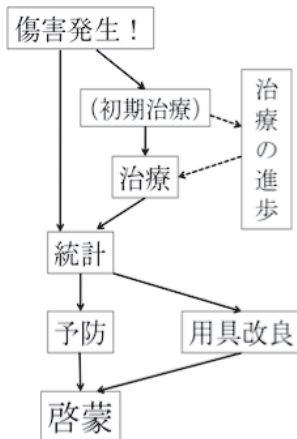 傷害発生！
（初期治療）
治療の進歩
治療
統計
予防
用具改良
啓蒙